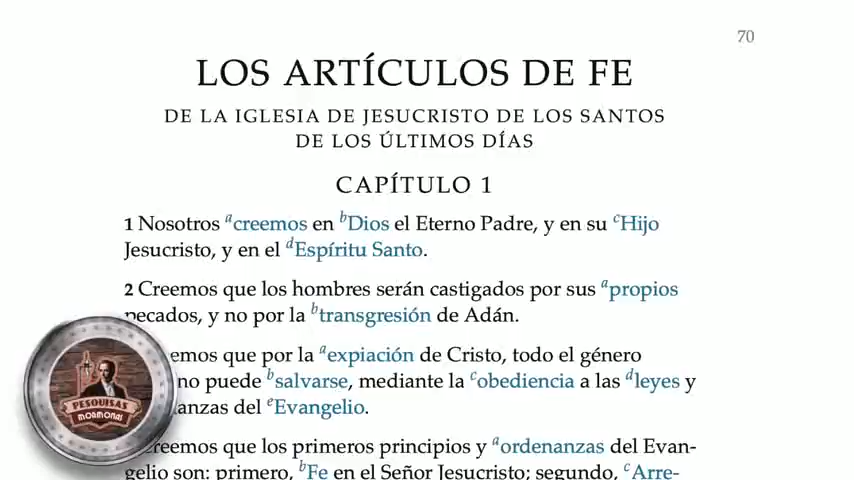 70
LOS ARTÍCULOS DE FE
DE LA IGLESIA DE JESUCRISTO DE LOS SANTOS
DE LOS ÚLTIMOS DÍAS
CAPÍTULO 1
1 Nosotros a creemos en b Dios el Eterno Padre, y en su c Hijo
Jesucristo, y en el d Espíritu Santo.
2 Creemos que los hombres serán castigados por sus a propios
pecados, y no por la b transgresión de Adán.
emos que por la a expiación de Cristo, todo el género
no puede b salvarse, mediante la c obediencia a las d leyes y
anzas del e Evangelio.
reemos que los primeros principios y a ordenanzas del Evan-
gelio son: primero, b Fe en el Señor Jesucristo; segundo, c Arre-
PESQUISAS
MORMONAS